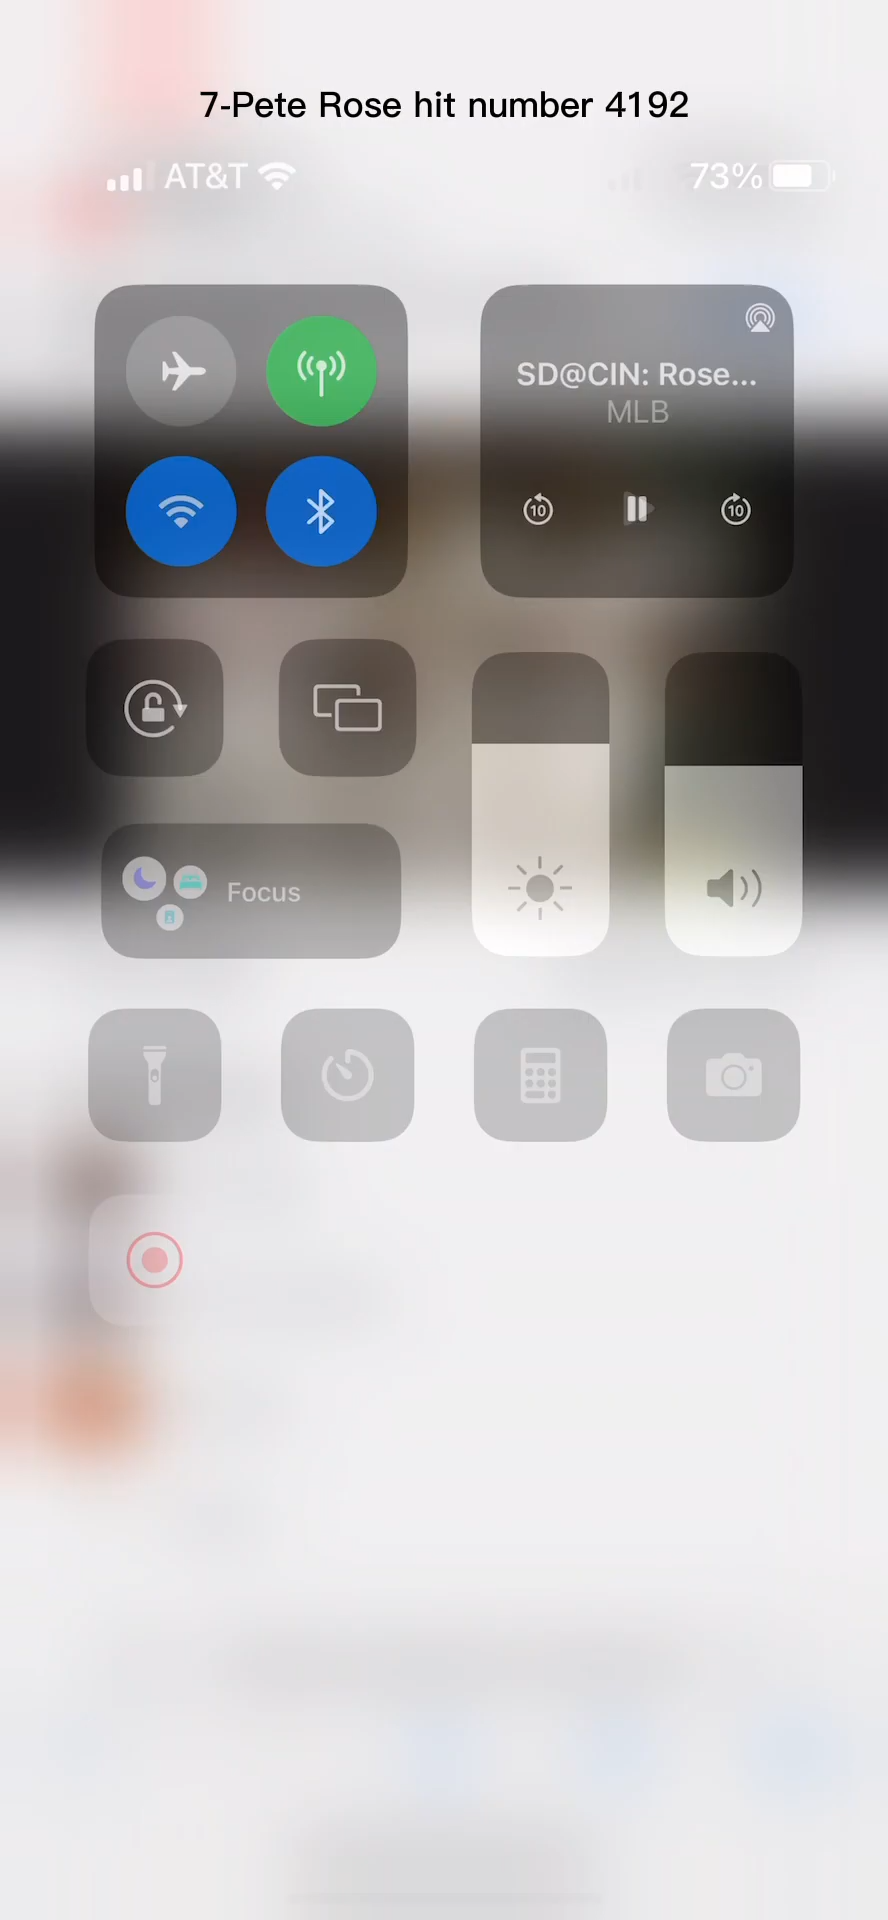 7-Pete Rose hit number 4192
AT&T
73%
SD@CIN: Rose...
MLB
10
10
Focus